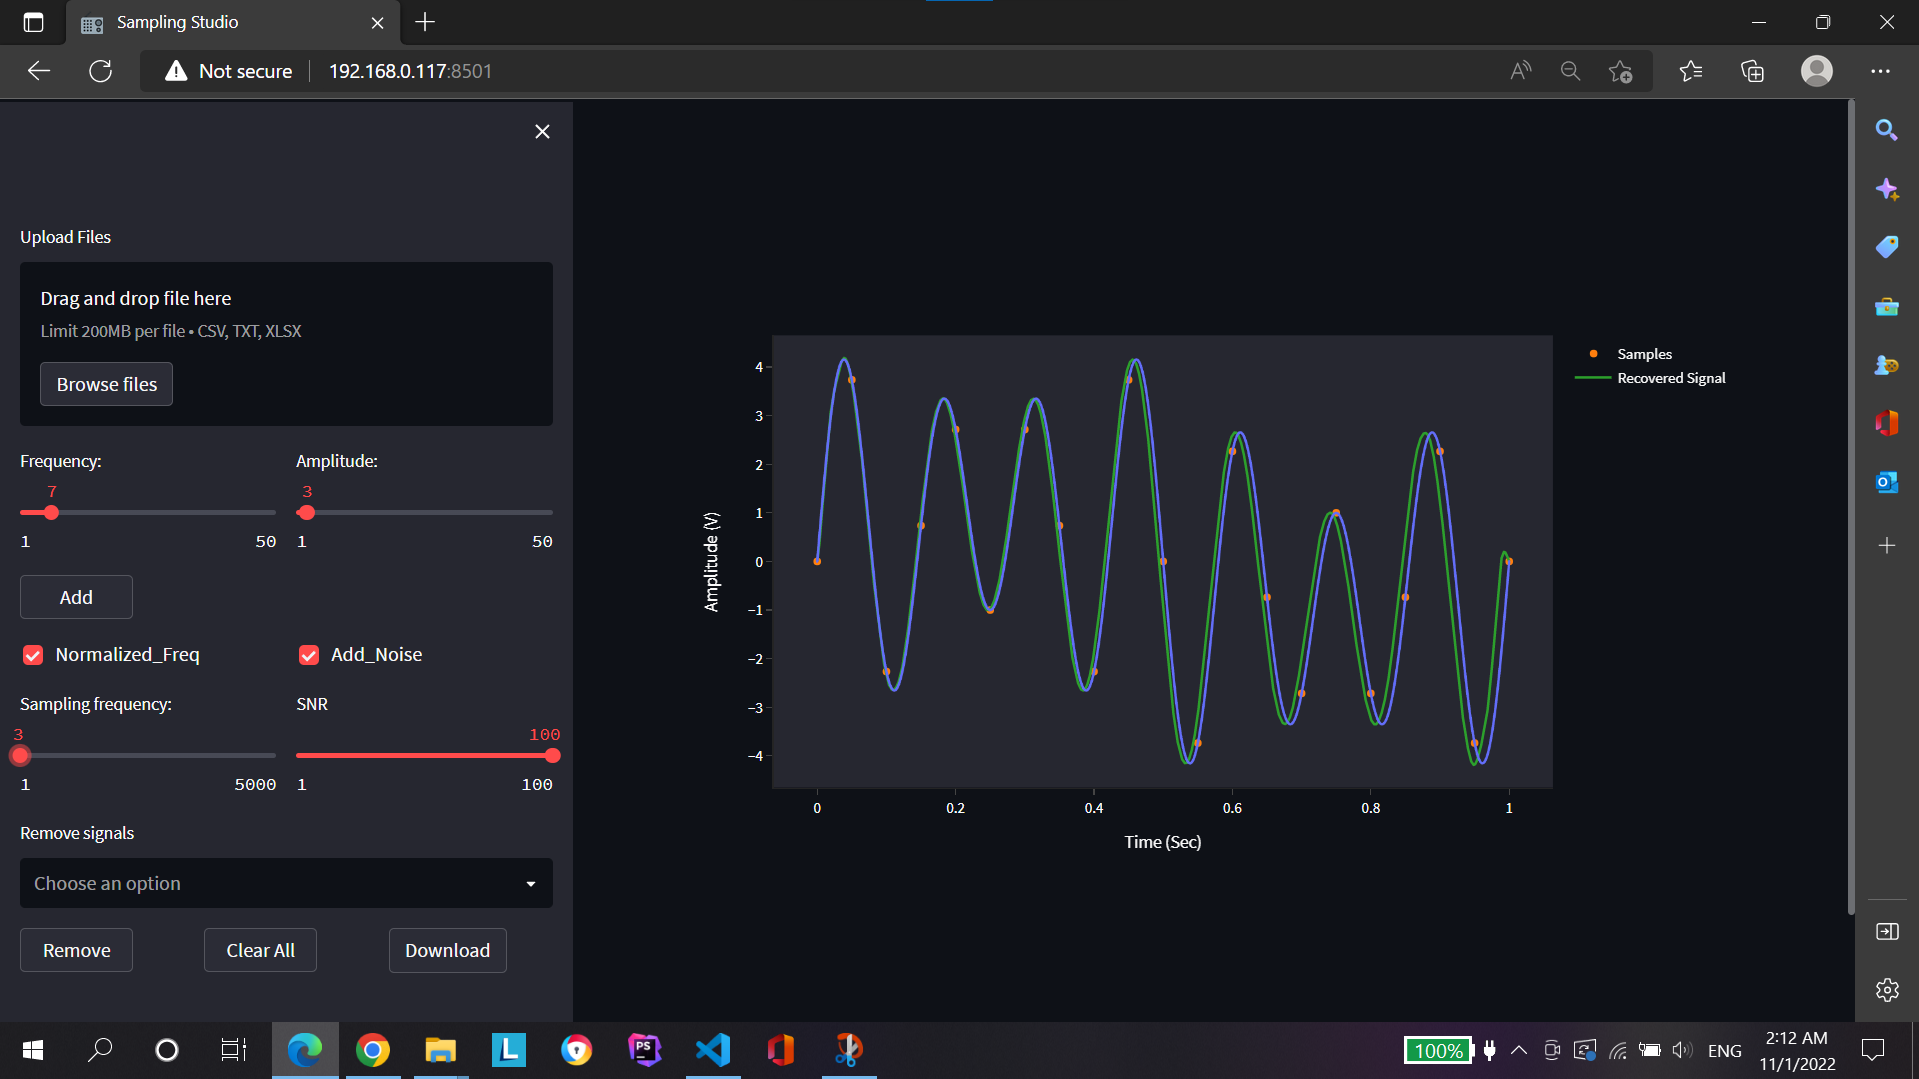 Sampling Studio
Not secure
192.168.0.117:8501
Upload Files
Drag and drop file here
Limit 200MB per file • CSV, TXT, XLSX
Browse files
Frequency:
7
1 50
Amplitude:
3
1 50
Add
Normalized_Freq
Add_Noise
Sampling frequency:
3
1 5000
SNR
100
1 100
Remove signals
Choose an option
Remove
Clear All
Download
Samples
Recovered Signal
4
3
2
1
0
−1
−2
−3
−4
Amplitude (V)
0 0.2 0.4 0.6 0.8 1
Time (Sec)
L
PS
100%
ENG
2:12 AM
11/1/2022